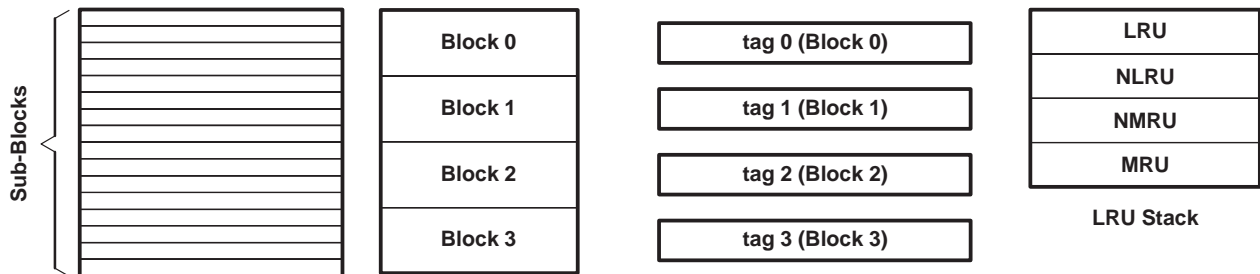 Sub-Blocks
Block 0
Block 1
Block 2
Block 3
tag 0 (Block 0)
tag 1 (Block 1)
tag 2 (Block 2)
tag 3 (Block 3)
LRU
NLRU
NMRU
MRU
LRU Stack